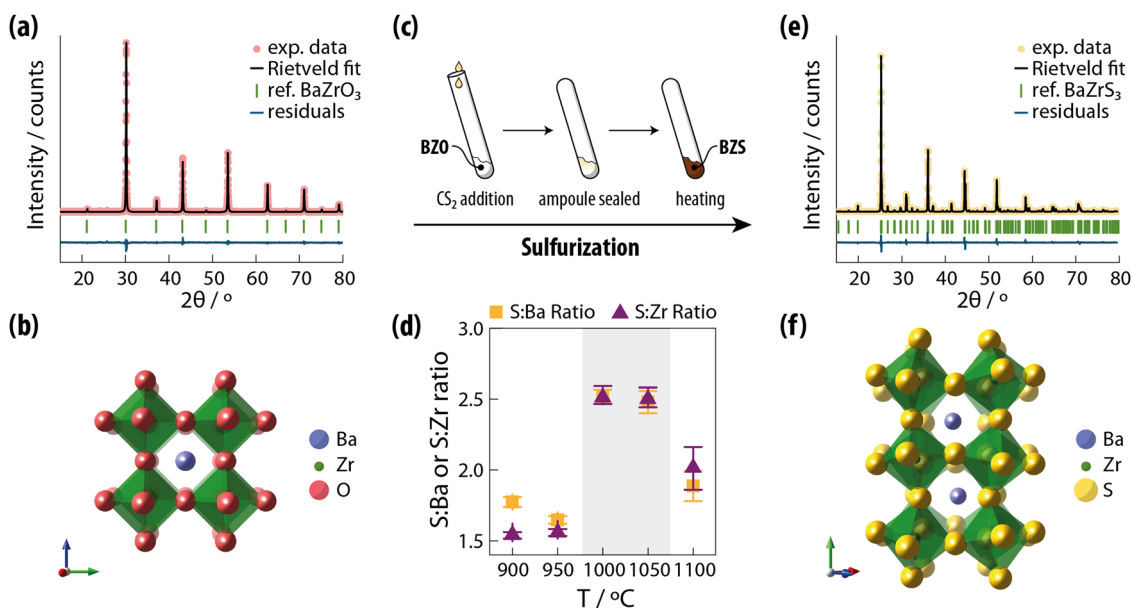 (a)
Intensity / counts
exp. data
Rietveld fit
ref. BaZrO₃
residuals
20 30 40 50 60 70 80
2θ / º
(b)
Ba
Zr
O
(c)
BZO
BZS
CS₂ addition
ampoule sealed
heating
Sulfurization
(d)
S:Ba Ratio
S:Zr Ratio
S:Ba or S:Zr ratio
3.0
2.5
2.0
1.5
900 950 1000 1050 1100
T / ºC
(e)
Intensity / counts
exp. data
Rietveld fit
ref. BaZrS₃
residuals
20 30 40 50 60 70 80
2θ / º
(f)
Ba
Zr
S